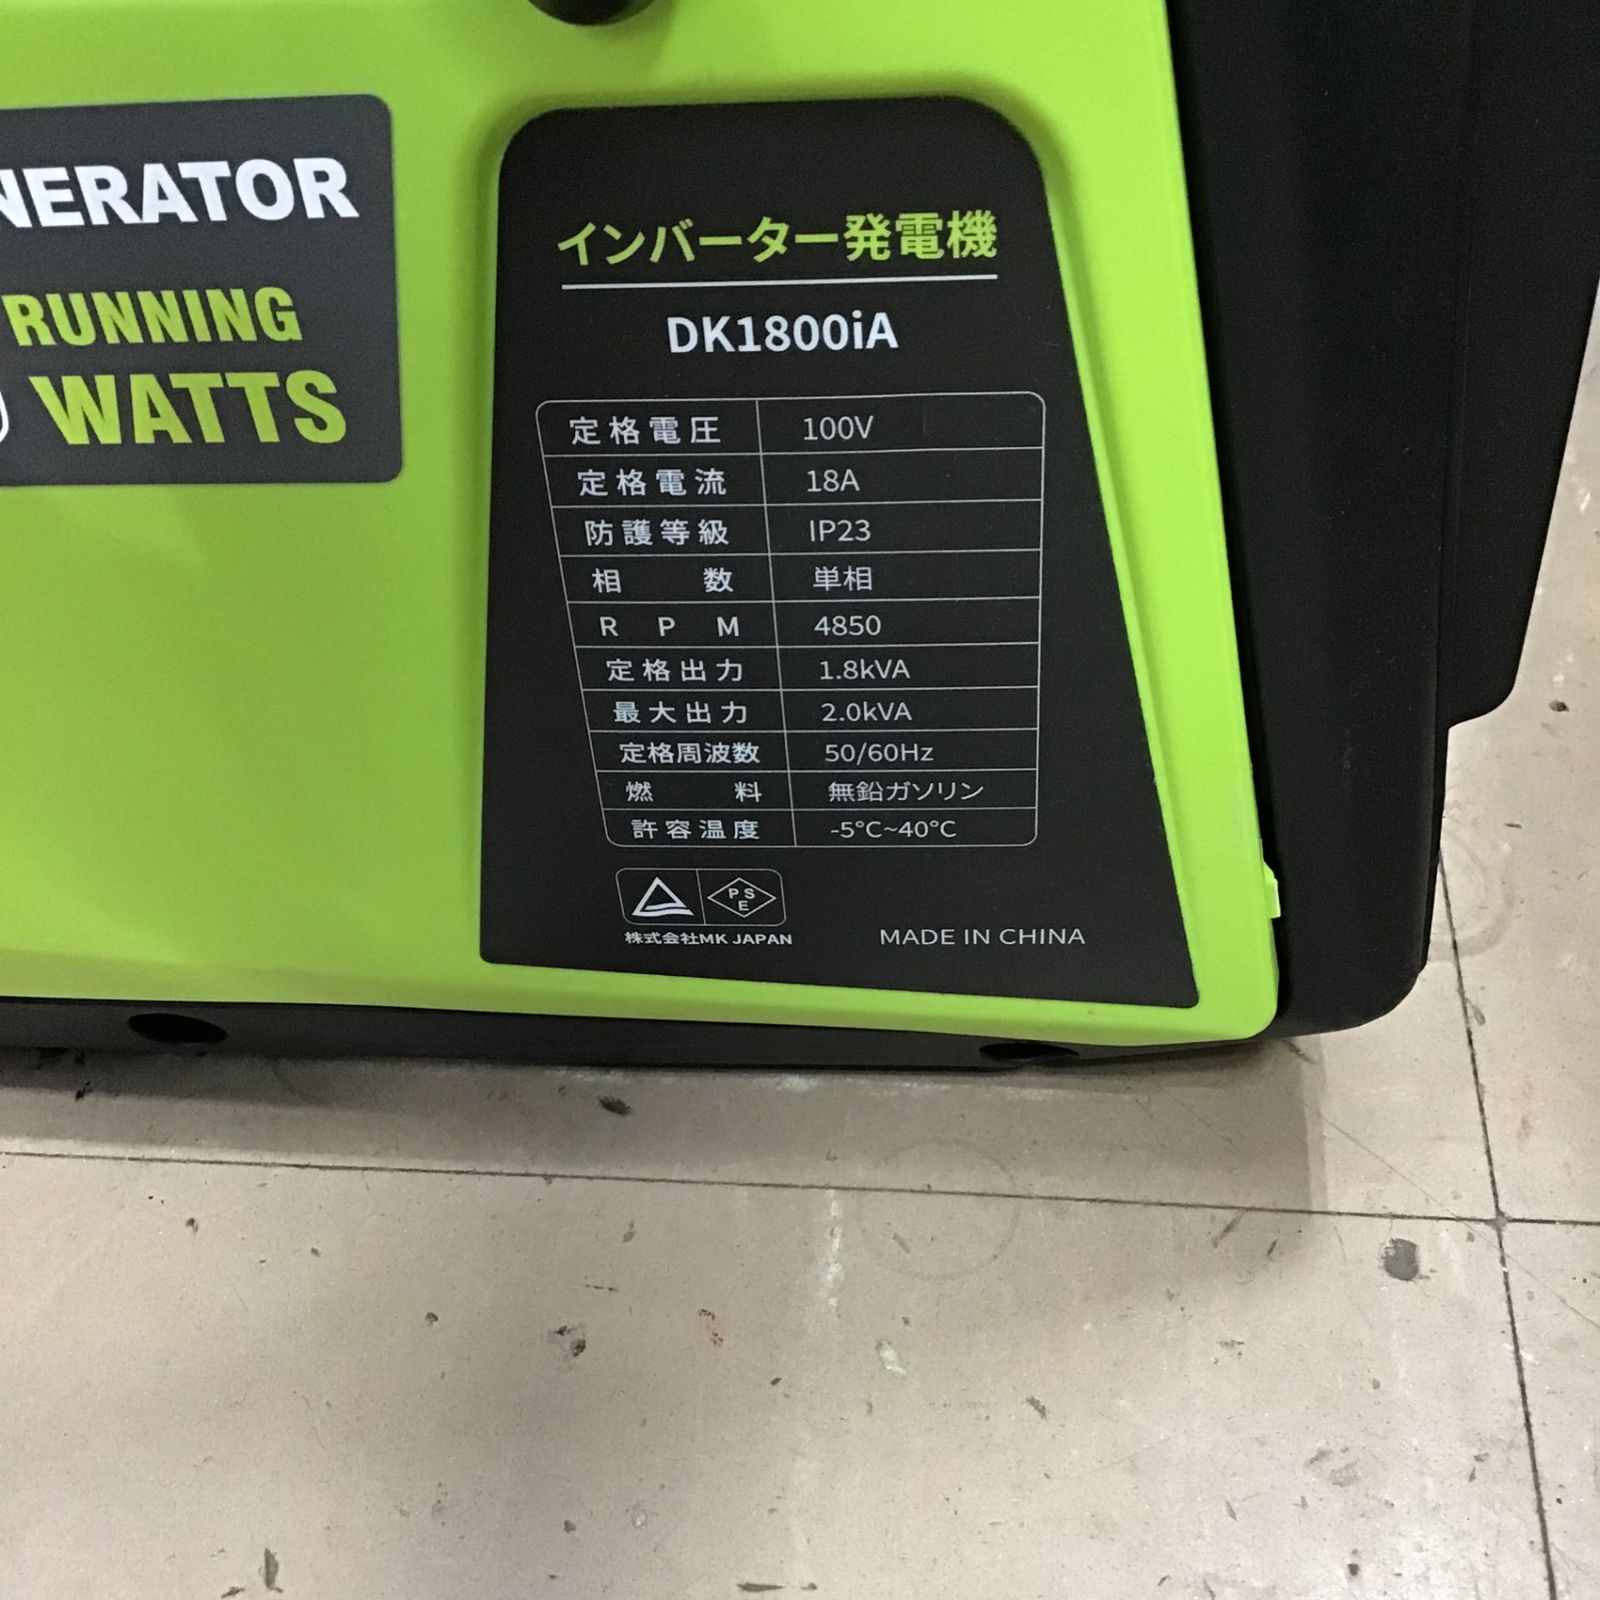 NERATOR
RUNNING
WATTS
インバーター発電機
DK1800iA
定格電圧 100V
定格電流 18A
防護等級 IP23
相数 単相
RPM 4850
定格出力 1.8kVA
最大出力 2.0kVA
定格周波数 50/60Hz
燃料 無鉛ガソリン
許容温度 -5°C~40°C
PSE
株式会社MK JAPAN
MADE IN CHINA